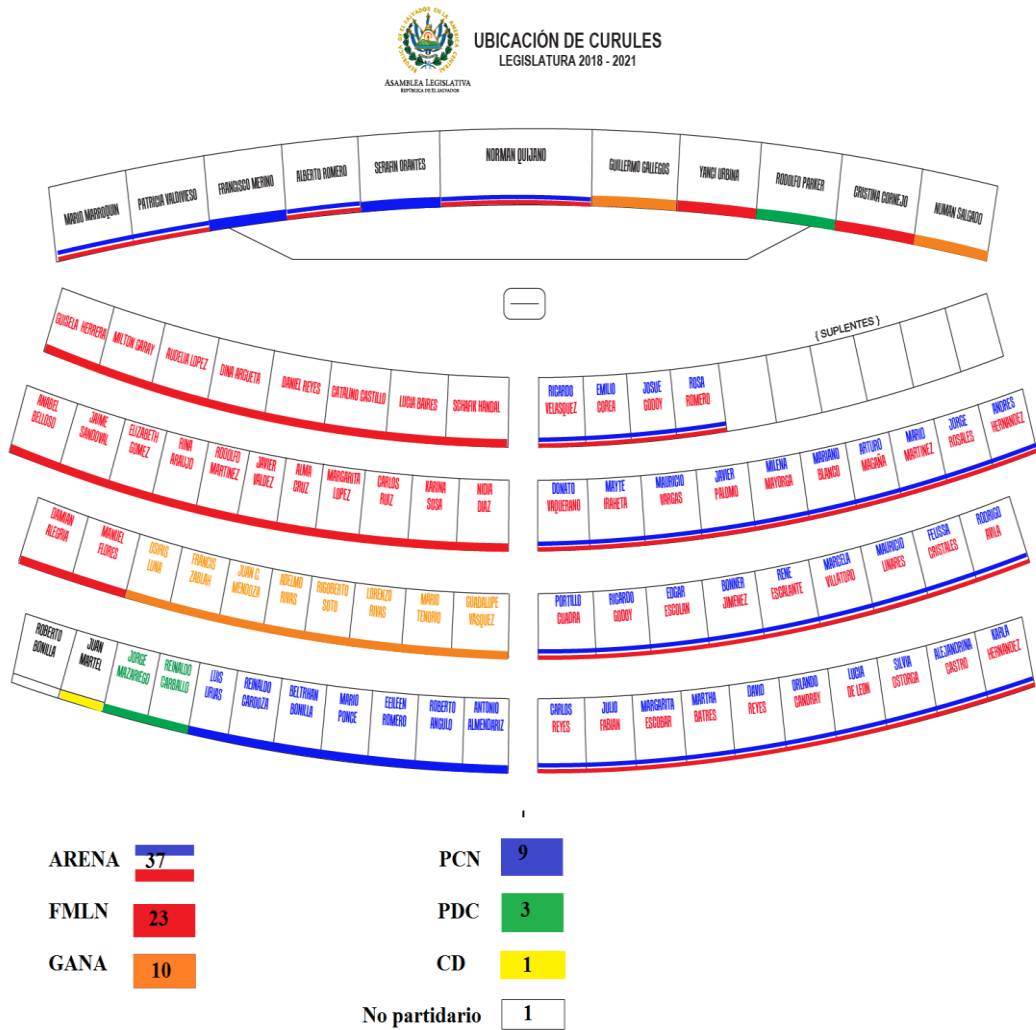 UBICACIÓN DE CURULES
LEGISLATURA 2018 - 2021
REPÚBLICA DE EL SALVADOR EN LA AMÉRICA CENTRAL
ASAMBLEA LEGISLATIVA
REPÚBLICA DE EL SALVADOR
MARIO MARROQUIN
PATRICIA VALDIVIESO
FRANCISCO MERINO
ALBERTO ROMERO
SERAFIN ORANTES
NORMAN QUIJANO
GUILLERMO GALLEGOS
YANCI URBINA
RODOLFO PARKER
CRISTINA CORNEJO
NUMAN SALGADO
GUISELA HERRERA
MILTON GARAY
AUDELIA LOPEZ
DINA ARGUETA
DANIEL REYES
CATALINO CASTILLO
LUCIA BAIRES
SCHAFIK HANDAL
RICARDO
VELASQUEZ
EMILIO
COREA
JOSUE
GODOY
ROSA
ROMERO
{ SUPLENTES }
ANABEL
BELLOSO
JAIME
SANDOVAL
ELIZABETH
GOMEZ
RINA
ARAUJO
RODOLFO
MARTINEZ
JAVIER
VALDEZ
ALMA
CRUZ
MARGARITA
LOPEZ
CARLOS
RUIZ
KARINA
SOSA
NIDIA
DIAZ
DONATO
VAQUERANO
MAYTE
IRAHETA
MAURICIO
VARGAS
JAVIER
PALOMO
MILENA
MAYORGA
MARIANO
BLANCO
ARTURO
MAGAÑA
MARIO
MARTINEZ
JORGE
ROSALES
ANDRES
HERNANDEZ
DAMIAN
ALEGRIA
MANUEL
FLORES
OSIRIS
LUNA
FRANCIS
ZABLAH
JUAN C.
MENDOZA
ADELMO
RIVAS
RIGOBERTO
SOTO
LORENZO
RIVAS
MARIO
TENORIO
GUADALUPE
VASQUEZ
PORTILLO
CUADRA
RICARDO
GODOY
EDGAR
ESCOLAN
BONNER
JIMENEZ
RENE
ESCALANTE
MARCELA
VILLATORO
MAURICIO
LINARES
FELISSA
CRISTALES
RODRIGO
AVILA
ROBERTO
BONILLA
JUAN
MARTEL
JORGE
MAZARIEGO
REINALDO
CARBALLO
LUIS
URIAS
REINALDO
CARDOZA
BELTRHAN
BONILLA
MARIO
PONCE
EEILEEN
ROMERO
ROBERTO
ANGULO
ANTONIO
ALMENDARIZ
CARLOS
REYES
JULIO
FABIAN
MARGARITA
ESCOBAR
MARTHA
BATRES
DAVID
REYES
ORLANDO
CANDRAY
LUCIA
DE LEON
SILVIA
OSTORGA
ALEJANDRINA
CASTRO
KARLA
HERNANDEZ
ARENA 37
PCN 9
FMLN 23
PDC 3
GANA 10
CD 1
No partidario 1